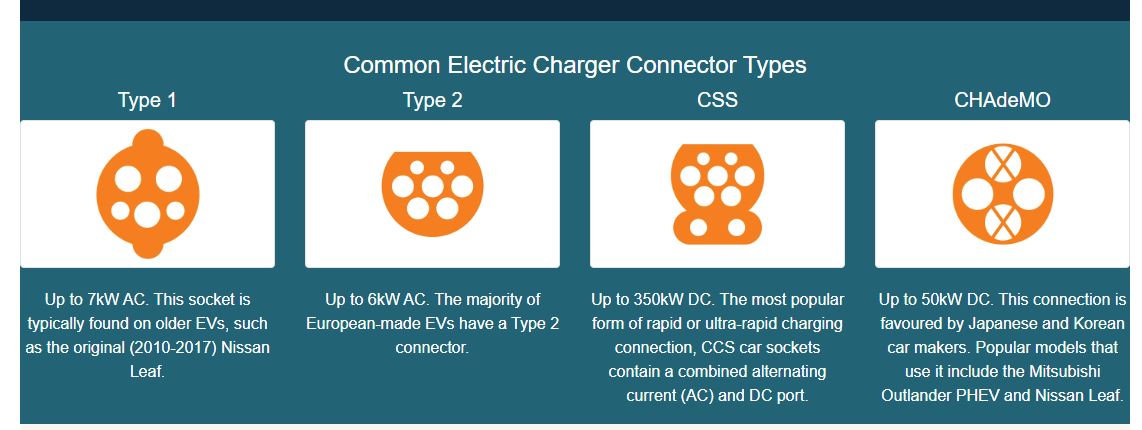 Common Electric Charger Connector Types
Type 1
Up to 7kW AC. This socket is
typically found on older EVs, such
as the original (2010-2017) Nissan
Leaf.
Type 2
Up to 6kW AC. The majority of
European-made EVs have a Type 2
connector.
CSS
Up to 350kW DC. The most popular
form of rapid or ultra-rapid charging
connection, CCS car sockets
contain a combined alternating
current (AC) and DC port.
CHAdeMO
Up to 50kW DC. This connection is
favoured by Japanese and Korean
car makers. Popular models that
use it include the Mitsubishi
Outlander PHEV and Nissan Leaf.